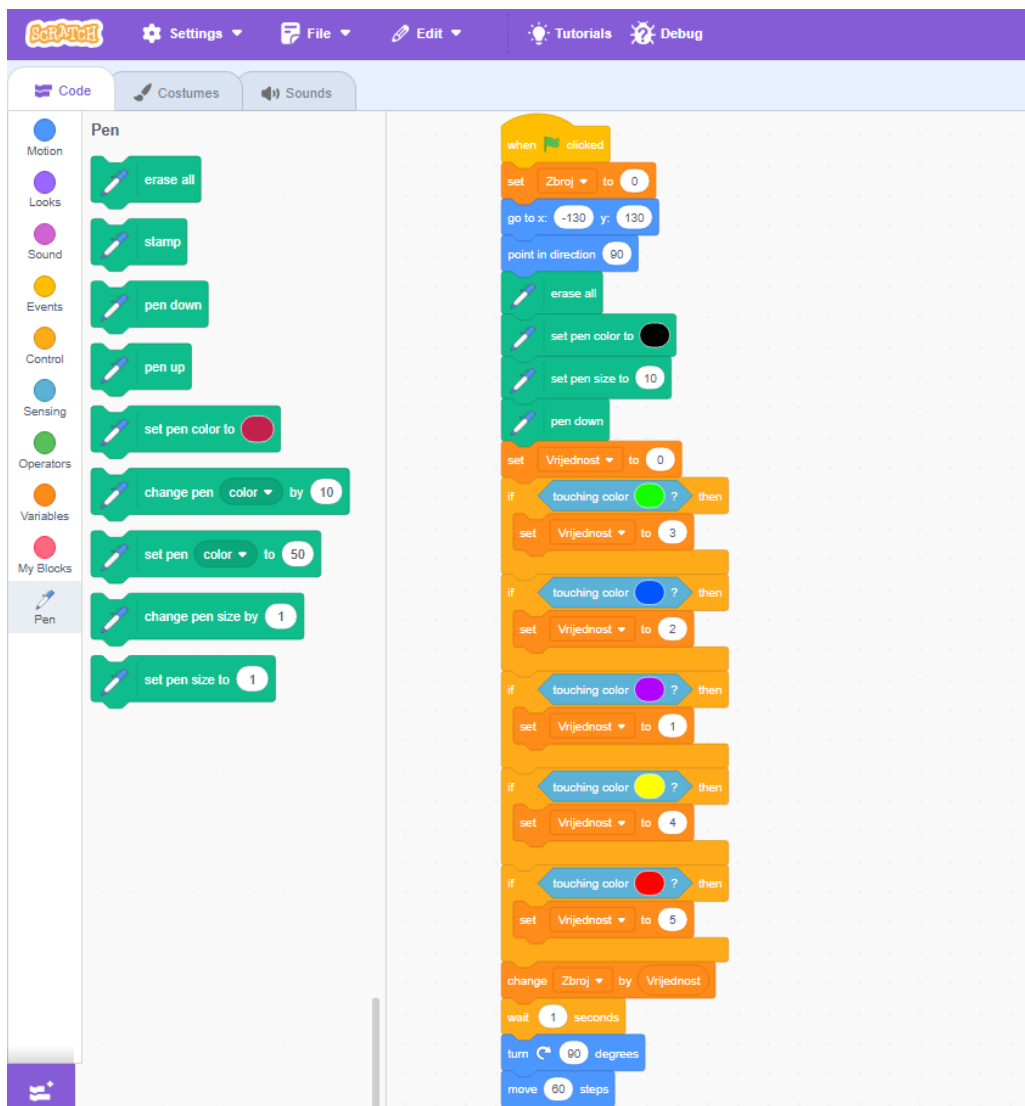 SCRATCH Settings File Edit Tutorials Debug
Code Costumes Sounds
Motion
Looks
Sound
Events
Control
Sensing
Operators
Variables
My Blocks
Pen
Pen
erase all
stamp
pen down
pen up
set pen color to
change pen color by 10
set pen color to 50
change pen size by 1
set pen size to 1
when clicked
set Zbroj to 0
go to x: -130 y: 130
point in direction 90
erase all
set pen color to
set pen size to 10
pen down
set Vrijednost to 0
if touching color ? then
set Vrijednost to 3
if touching color ? then
set Vrijednost to 2
if touching color ? then
set Vrijednost to 1
if touching color ? then
set Vrijednost to 4
if touching color ? then
set Vrijednost to 5
change Zbroj by Vrijednost
wait 1 seconds
turn 90 degrees
move 60 steps